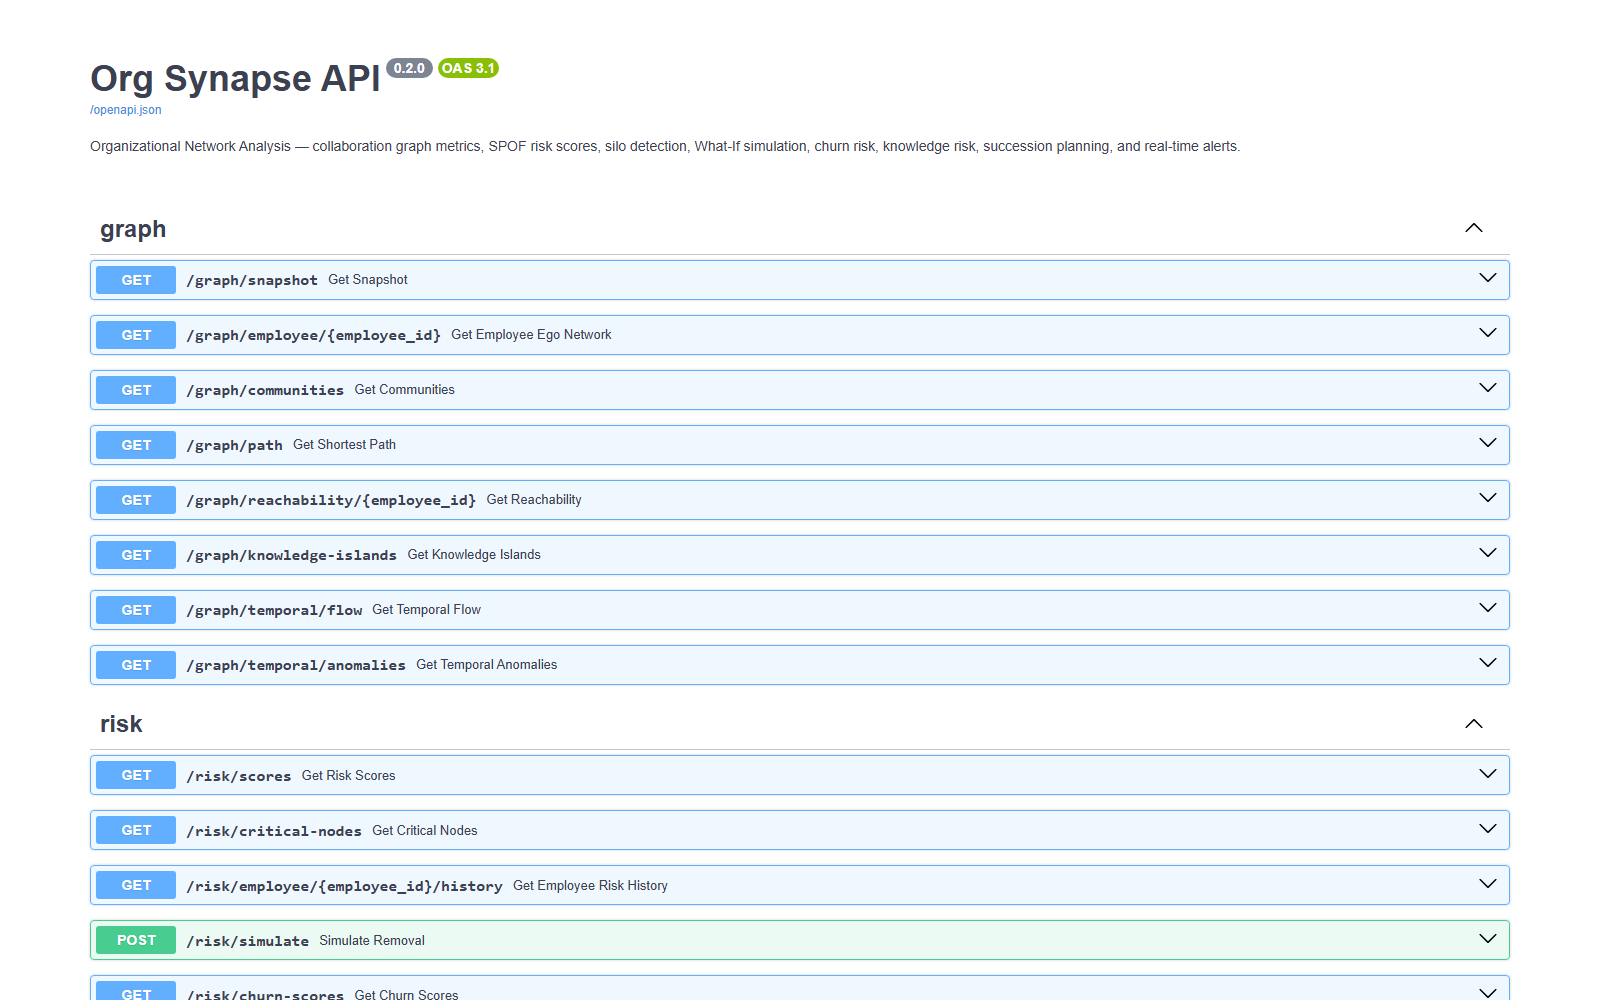 Org Synapse API 0.2.0 OAS 3.1
/openapi.json
Organizational Network Analysis — collaboration graph metrics, SPOF risk scores, silo detection, What-If simulation, churn risk, knowledge risk, succession planning, and real-time alerts.
graph
GET /graph/snapshot Get Snapshot
GET /graph/employee/{employee_id} Get Employee Ego Network
GET /graph/communities Get Communities
GET /graph/path Get Shortest Path
GET /graph/reachability/{employee_id} Get Reachability
GET /graph/knowledge-islands Get Knowledge Islands
GET /graph/temporal/flow Get Temporal Flow
GET /graph/temporal/anomalies Get Temporal Anomalies
risk
GET /risk/scores Get Risk Scores
GET /risk/critical-nodes Get Critical Nodes
GET /risk/employee/{employee_id}/history Get Employee Risk History
POST /risk/simulate Simulate Removal
GET /risk/churn-scores Get Churn Scores